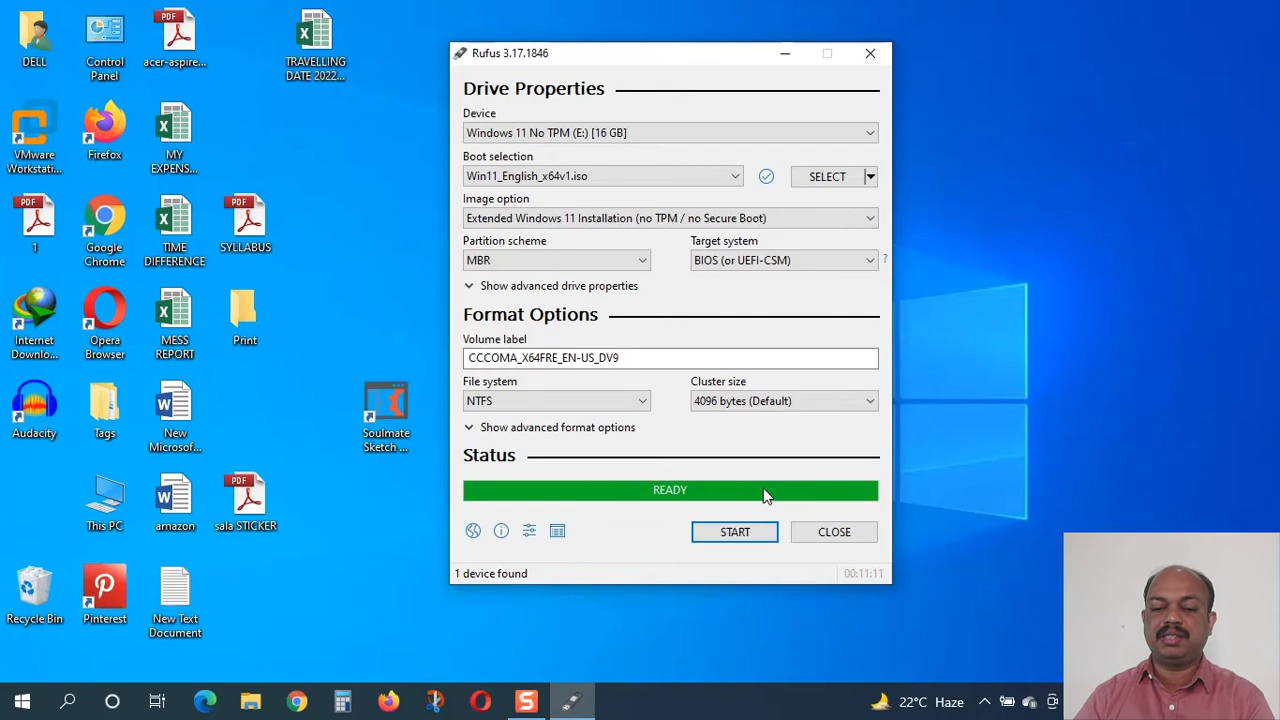 DELL
Control
Panel
acer-aspire...
TRAVELLING
DATE 2022...
VMware
Workstati...
Firefox
MY
EXPENS...
1
Google
Chrome
TIME
DIFFERENCE
SYLLABUS
Internet
Downlo...
Opera
Browser
MESS
REPORT
Print
Audacity
Tags
New
Microsof...
Soulmate
Sketch ...
This PC
amazon
sala STICKER
Recycle Bin
Pinterest
New Text
Document
Rufus 3.17.1846
Drive Properties
Device
Windows 11 No TPM (E:) [16 GB]
Boot selection
Win11_English_x64v1.iso
SELECT
Image option
Extended Windows 11 Installation (no TPM / no Secure Boot)
Partition scheme
Target system
MBR
BIOS (or UEFI-CSM)
?
Show advanced drive properties
Format Options
Volume label
CCCOMA_X64FRE_EN-US_DV9
File system
Cluster size
NTFS
4096 bytes (Default)
Show advanced format options
Status
READY
START
CLOSE
1 device found
00:11:11
22°C Haze